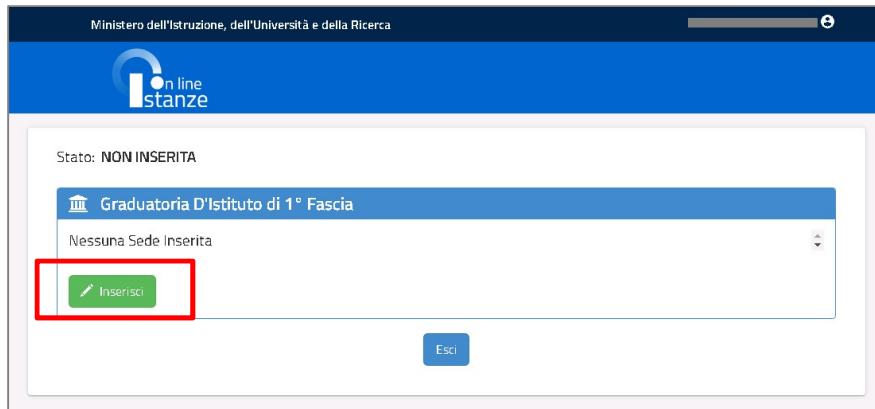 Ministero dell'Istruzione, dell'Università e della Ricerca
On line
Istanze
Stato: NON INSERITA
Graduatoria D'Istituto di 1° Fascia
Nessuna Sede Inserita
Inserisci
Esci